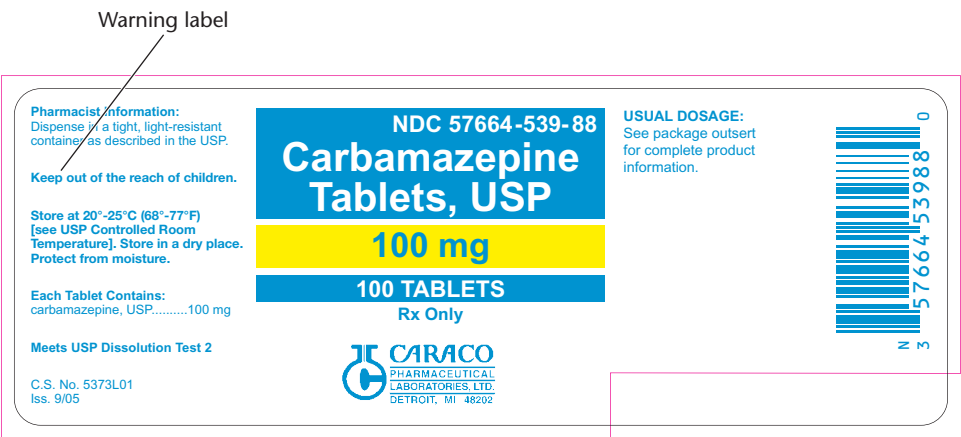 Warning label
Pharmacist information:
Dispense in a tight, light-resistant
container as described in the USP.
Keep out of the reach of children.
Store at 20°-25°C (68°-77°F)
[see USP Controlled Room
Temperature]. Store in a dry place.
Protect from moisture.
Each Tablet Contains:
carbamazepine, USP..........100 mg
Meets USP Dissolution Test 2
C.S. No. 5373L01
Iss. 9/05
NDC 57664-539-88
Carbamazepine
Tablets, USP
100 mg
100 TABLETS
Rx Only
CARACO
PHARMACEUTICAL
LABORATORIES, LTD.
DETROIT, MI 48202
USUAL DOSAGE:
See package outsert
for complete product
information.
N 3 57664 53988 0